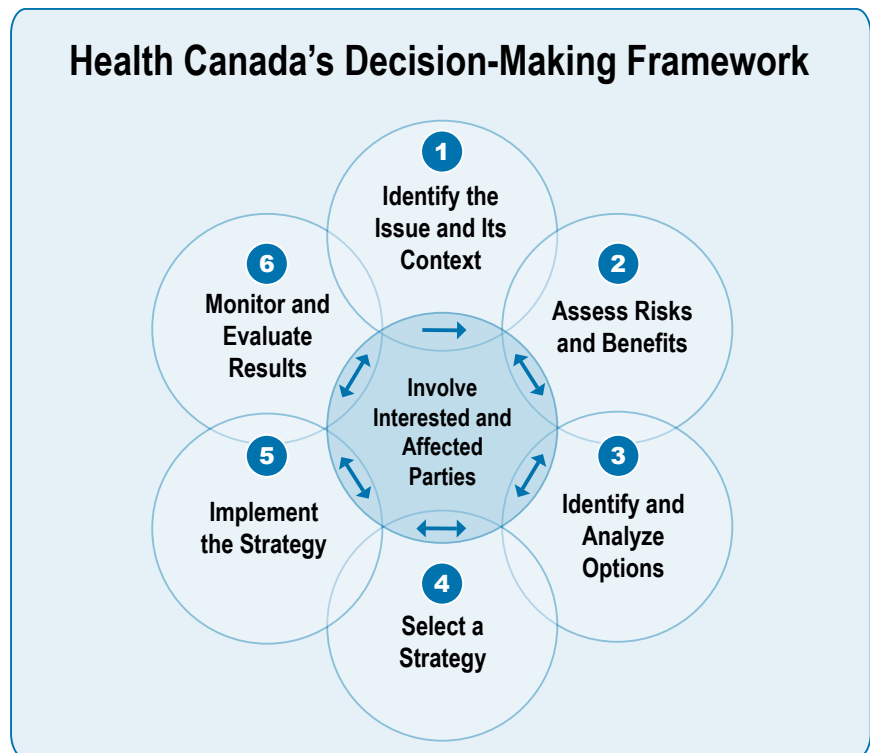 Health Canada’s Decision-Making Framework
1
Identify the
Issue and Its
Context
2
Assess Risks
and Benefits
3
Identify and
Analyze
Options
4
Select a
Strategy
5
Implement
the Strategy
6
Monitor and
Evaluate
Results
Involve
Interested and
Affected
Parties